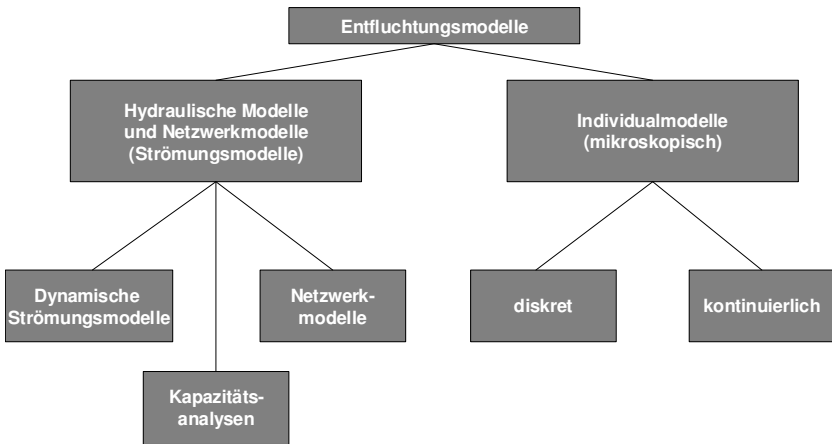 Entfluchtungsmodelle
Hydraulische Modelle
und Netzwerkmodelle
(Strömungsmodelle)
Individualmodelle
(mikroskopisch)
Dynamische
Strömungsmodelle
Netzwerk-
modelle
diskret
kontinuierlich
Kapazitäts-
analysen